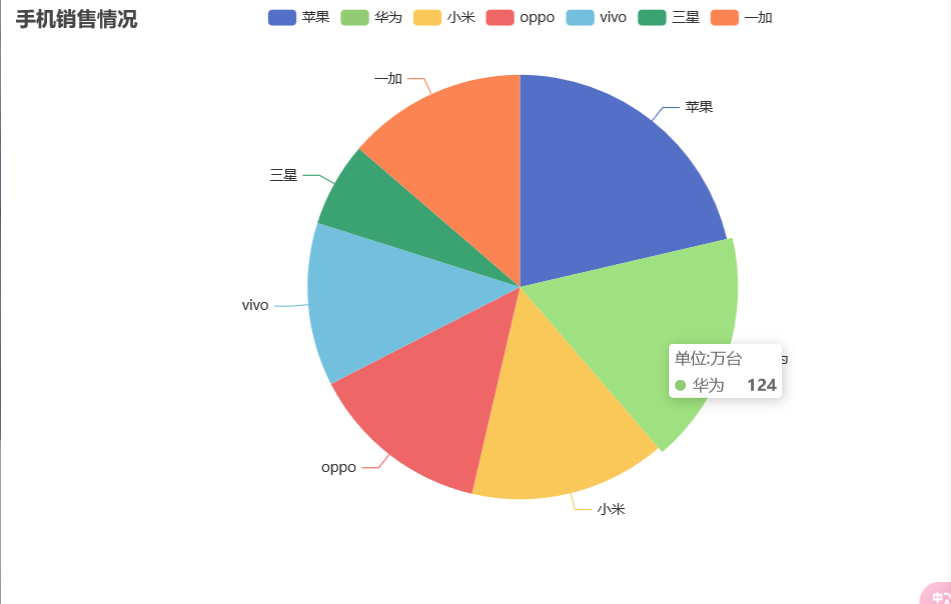 手机销售情况
苹果 华为 小米 oppo vivo 三星 一加
一加
苹果
三星
vivo
单位:万台
华为 124
oppo
小米
中